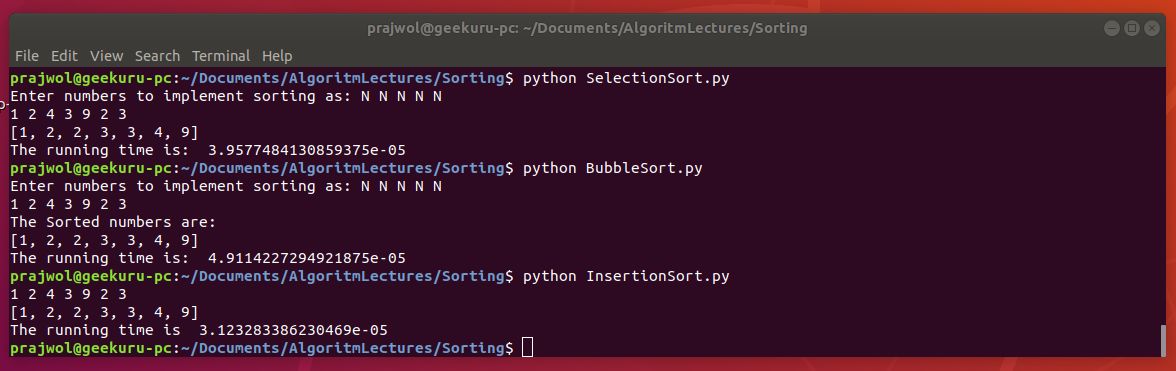 prajwol@geekuru-pc: ~/Documents/AlgoritmLectures/Sorting
File Edit View Search Terminal Help
prajwol@geekuru-pc:~/Documents/AlgoritmLectures/Sorting$ python SelectionSort.py
Enter numbers to implement sorting as: N N N N N
1 2 4 3 9 2 3
[1, 2, 2, 3, 3, 4, 9]
The running time is:  3.9577484130859375e-05
prajwol@geekuru-pc:~/Documents/AlgoritmLectures/Sorting$ python BubbleSort.py
Enter numbers to implement sorting as: N N N N N
1 2 4 3 9 2 3
The Sorted numbers are:
[1, 2, 2, 3, 3, 4, 9]
The running time is:  4.9114227294921875e-05
prajwol@geekuru-pc:~/Documents/AlgoritmLectures/Sorting$ python InsertionSort.py
1 2 4 3 9 2 3
[1, 2, 2, 3, 3, 4, 9]
The running time is  3.123283386230469e-05
prajwol@geekuru-pc:~/Documents/AlgoritmLectures/Sorting$